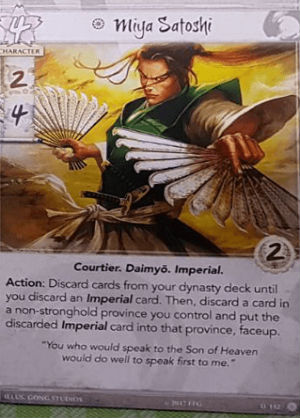 4
Miya Satoshi
CHARACTER
2
4
2
Courtier. Daimyō. Imperial.
Action: Discard cards from your dynasty deck until
you discard an Imperial card. Then, discard a card in
a non-stronghold province you control and put the
discarded Imperial card into that province, faceup.
"You who would speak to the Son of Heaven
would do well to speak first to me."
ILLUS. GONG STUDIOS
© 2017 FFG